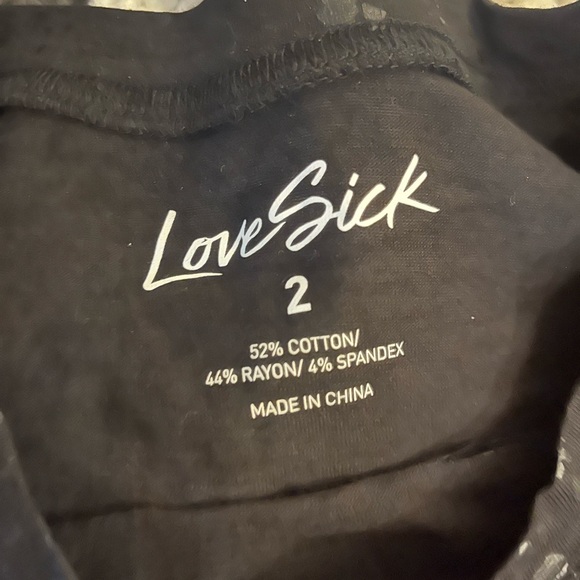 LoveSick
2
52% COTTON/
44% RAYON/ 4% SPANDEX
MADE IN CHINA